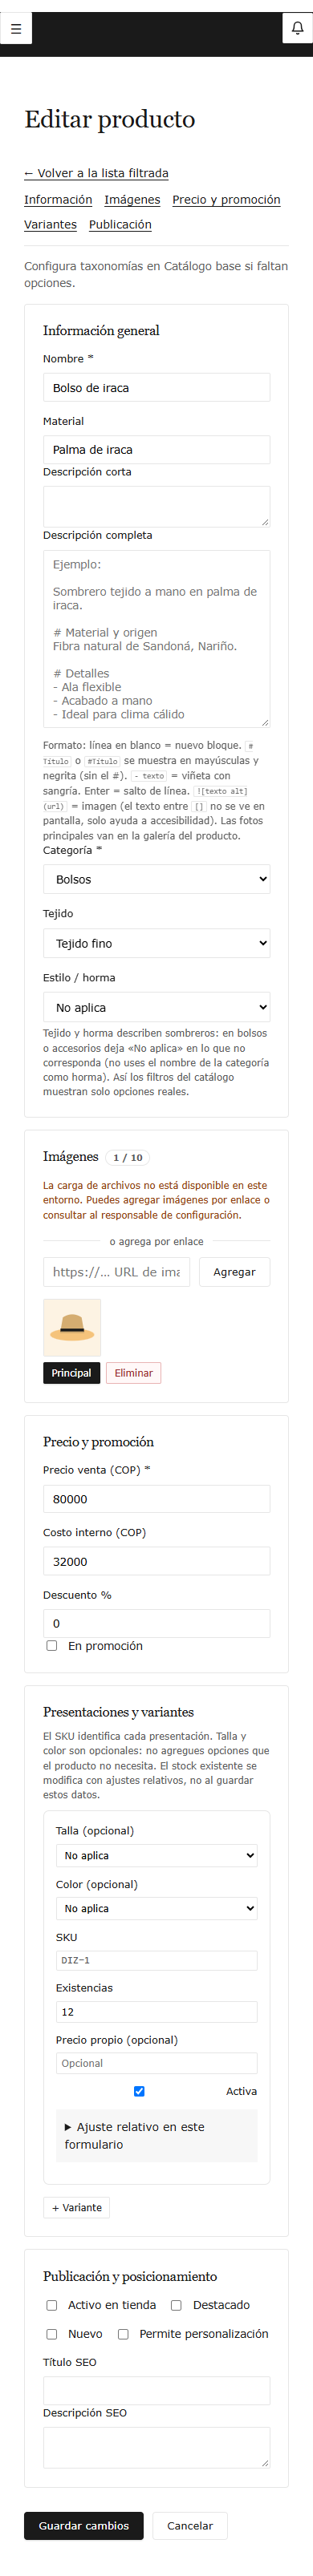 ☰
Editar producto
← Volver a la lista filtrada
Información Imágenes Precio y promoción
Variantes Publicación
Configura taxonomías en Catálogo base si faltan
opciones.
Información general
Nombre *
Bolso de iraca
Material
Palma de iraca
Descripción corta
Descripción completa
Ejemplo:
Sombrero tejido a mano en palma de
iraca.
# Material y origen
Fibra natural de Sandoná, Nariño.
# Detalles
- Ala flexible
- Acabado a mano
- Ideal para clima cálido
Formato: línea en blanco = nuevo bloque. #
Título o #Título se muestra en mayúsculas y
negrita (sin el #). - texto = viñeta con
sangría. Enter = salto de línea. ![texto alt]
(url) = imagen (el texto entre [] no se ve en
pantalla, solo ayuda a accesibilidad). Las fotos
principales van en la galería del producto.
Categoría *
Bolsos
Tejido
Tejido fino
Estilo / horma
No aplica
Tejido y horma describen sombreros: en bolsos
o accesorios deja «No aplica» en lo que no
corresponda (no uses el nombre de la categoría
como horma). Así los filtros del catálogo
muestran solo opciones reales.
Imágenes 1 / 10
La carga de archivos no está disponible en este
entorno. Puedes agregar imágenes por enlace o
consultar al responsable de configuración.
o agrega por enlace
https://... URL de ima Agregar
Principal Eliminar
Precio y promoción
Precio venta (COP) *
80000
Costo interno (COP)
32000
Descuento %
0
En promoción
Presentaciones y variantes
El SKU identifica cada presentación. Talla y
color son opcionales: no agregues opciones que
el producto no necesita. El stock existente se
modifica con ajustes relativos, no al guardar
estos datos.
Talla (opcional)
No aplica
Color (opcional)
No aplica
SKU
DIZ-1
Existencias
12
Precio propio (opcional)
Opcional
Activa
▶ Ajuste relativo en este
formulario
+ Variante
Publicación y posicionamiento
Activo en tienda Destacado
Nuevo Permite personalización
Título SEO
Descripción SEO
Guardar cambios Cancelar